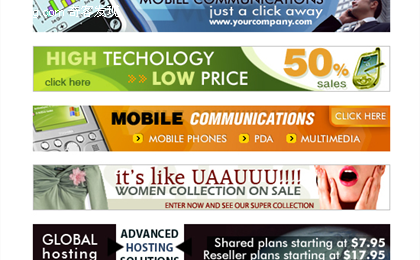 MOBILE COMMUNICATIONS
just a click away
www.yourcompany.com
HIGH TECHOLOGY
click here
LOW PRICE
50%
sales
MOBILE COMMUNICATIONS
CLICK HERE
MOBILE PHONES
PDA
MULTIMEDIA
it's like UAAUUU!!!!
WOMEN COLLECTION ON SALE
ENTER NOW AND SEE OUR SUPER COLLECTION
GLOBAL
hosting
ADVANCED
HOSTING
SOLUTIONS
Shared plans starting at $7.95
Reseller plans starting at $17.95